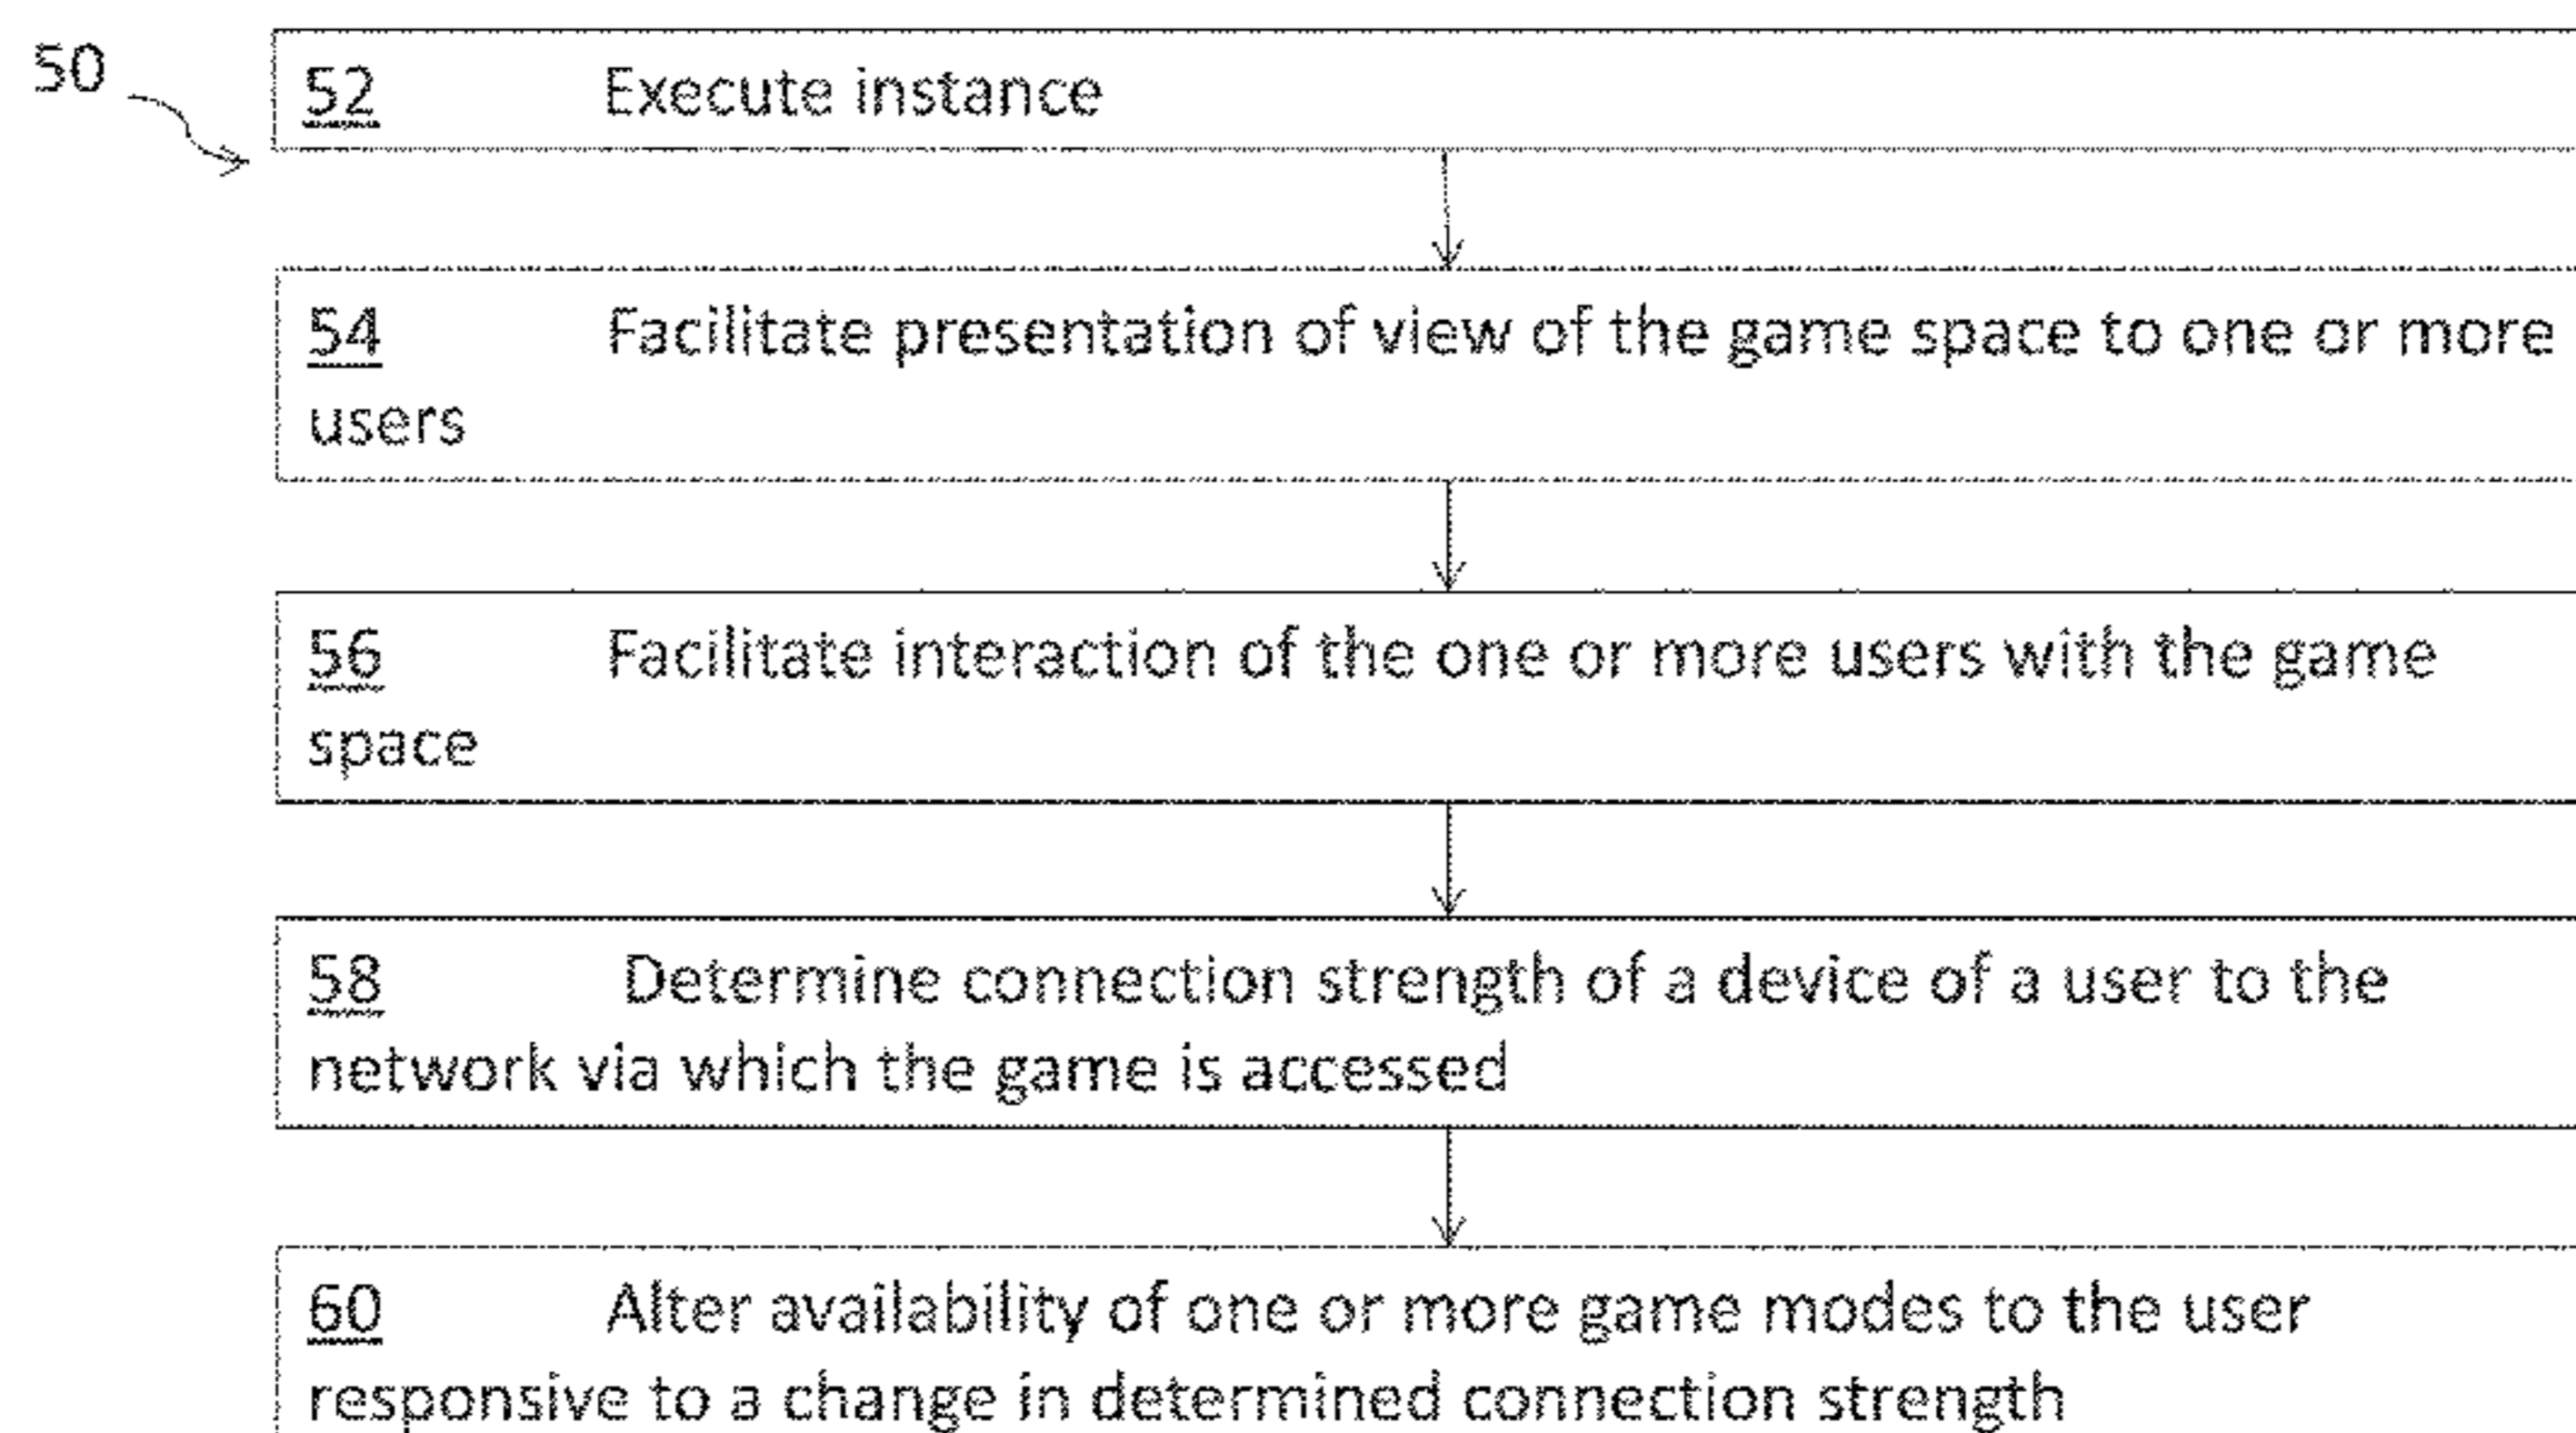 50
52 Execute instance
54 Facilitate presentation of view of the game space to one or more
users
56 Facilitate interaction of the one or more users with the game
space
58 Determine connection strength of a device of a user to the
network via which the game is accessed
60 Alter availability of one or more game modes to the user
responsive to a change in determined connection strength